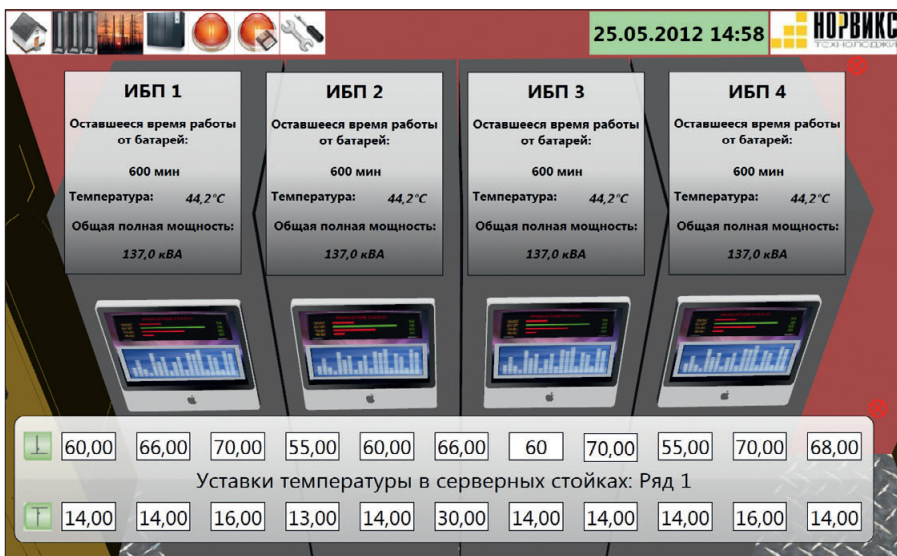 25.05.2012 14:58
НОРВИКС
ТЕХНОЛОДЖИ
ИБП 1
Оставшееся время работы
от батарей:
600 мин
Температура: 44,2°C
Общая полная мощность:
137,0 кВА
ИБП 2
Оставшееся время работы
от батарей:
600 мин
Температура: 44,2°C
Общая полная мощность:
137,0 кВА
ИБП 3
Оставшееся время работы
от батарей:
600 мин
Температура: 44,2°C
Общая полная мощность:
137,0 кВА
ИБП 4
Оставшееся время работы
от батарей:
600 мин
Температура: 44,2°C
Общая полная мощность:
137,0 кВА
60,00 66,00 70,00 55,00 60,00 66,00 60 70,00 55,00 70,00 68,00
Уставки температуры в серверных стойках: Ряд 1
14,00 14,00 16,00 13,00 14,00 30,00 14,00 14,00 14,00 16,00 14,00